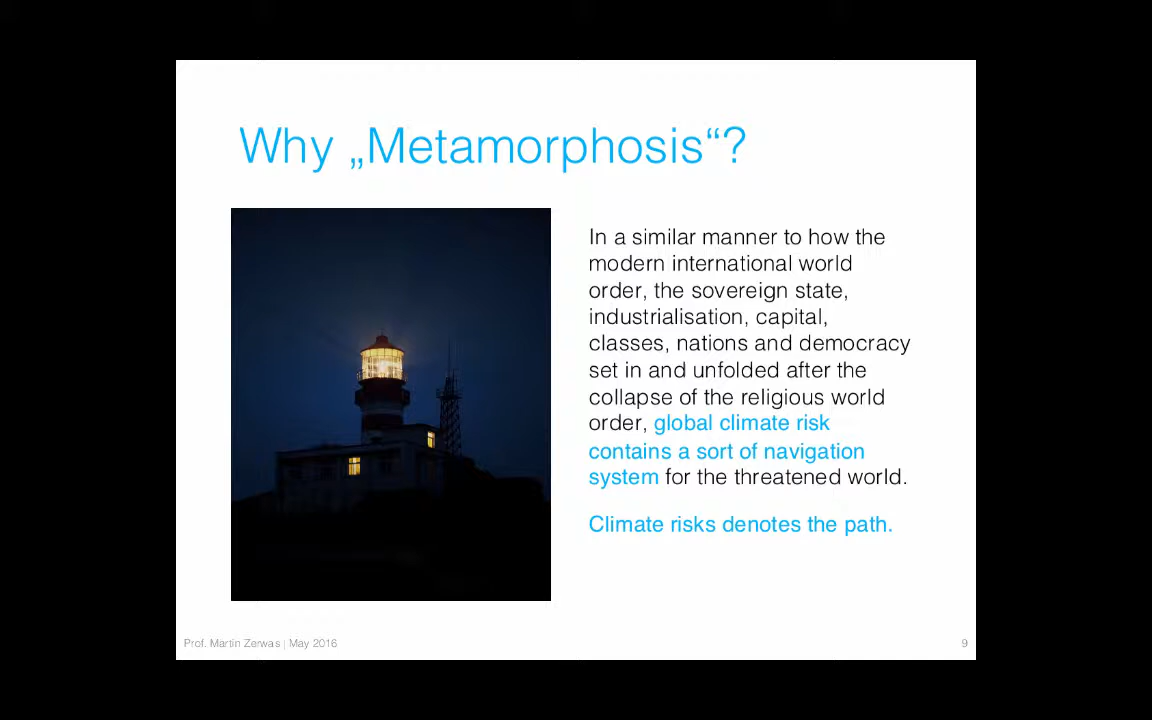 Why „Metamorphosis“?
In a similar manner to how the
modern international world
order, the sovereign state,
industrialisation, capital,
classes, nations and democracy
set in and unfolded after the
collapse of the religious world
order, global climate risk
contains a sort of navigation
system for the threatened world.
Climate risks denotes the path.
Prof. Martin Zerwas | May 2016
9